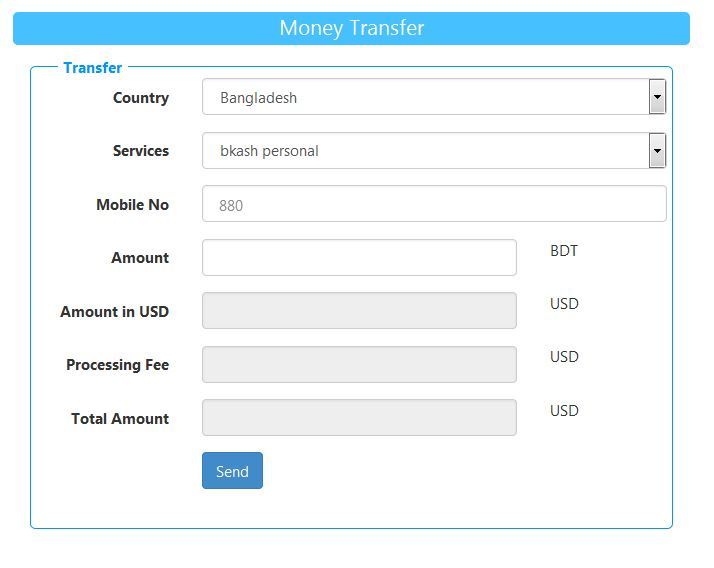 Money Transfer
Transfer
Country Bangladesh
Services bkash personal
Mobile No 880
Amount BDT
Amount in USD USD
Processing Fee USD
Total Amount USD
Send